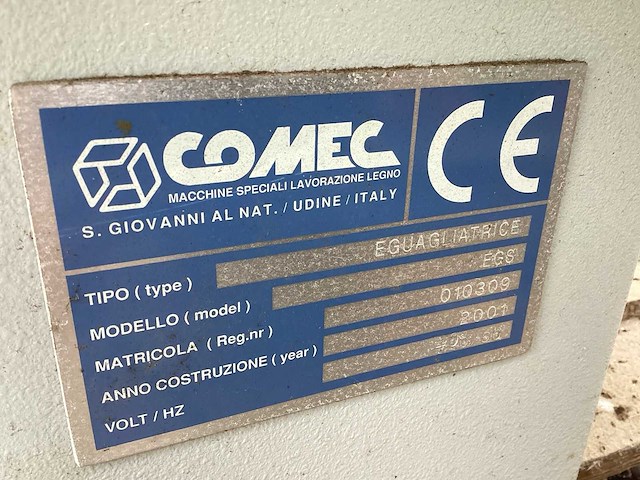 COMEC
MACCHINE SPECIALI LAVORAZIONE LEGNO
S. GIOVANNI AL NAT. / UDINE / ITALY
CE
TIPO ( type ) EGUAGLIATRICE
MODELLO ( model ) EGS
MATRICOLA ( Reg.nr ) 010309
ANNO COSTRUZIONE ( year ) 2001
VOLT / HZ